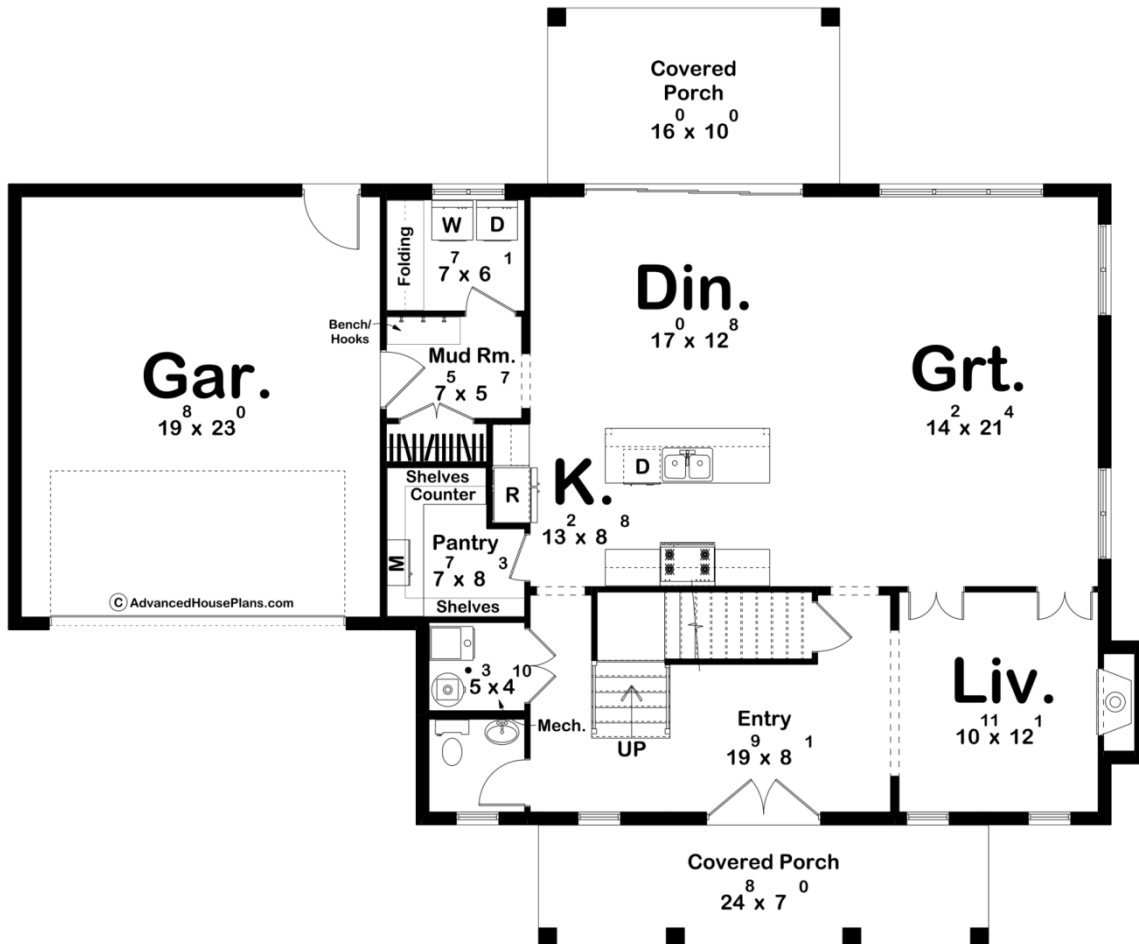 Covered
Porch
16⁰ x 10⁰
W
D
Folding
7⁷ x 6¹
Bench/
Hooks
Mud Rm.
7⁵ x 5⁷
Gar.
19⁸ x 23⁰
Din.
17⁰ x 12⁸
Grt.
14² x 21⁴
D
K.
13² x 8⁸
R
Shelves
Counter
Pantry
7⁷ x 8³
M
Shelves
© AdvancedHousePlans.com
5³ x 4¹⁰
Mech.
UP
Entry
19⁹ x 8¹
Liv.
10¹¹ x 12¹
Covered Porch
24⁸ x 7⁰